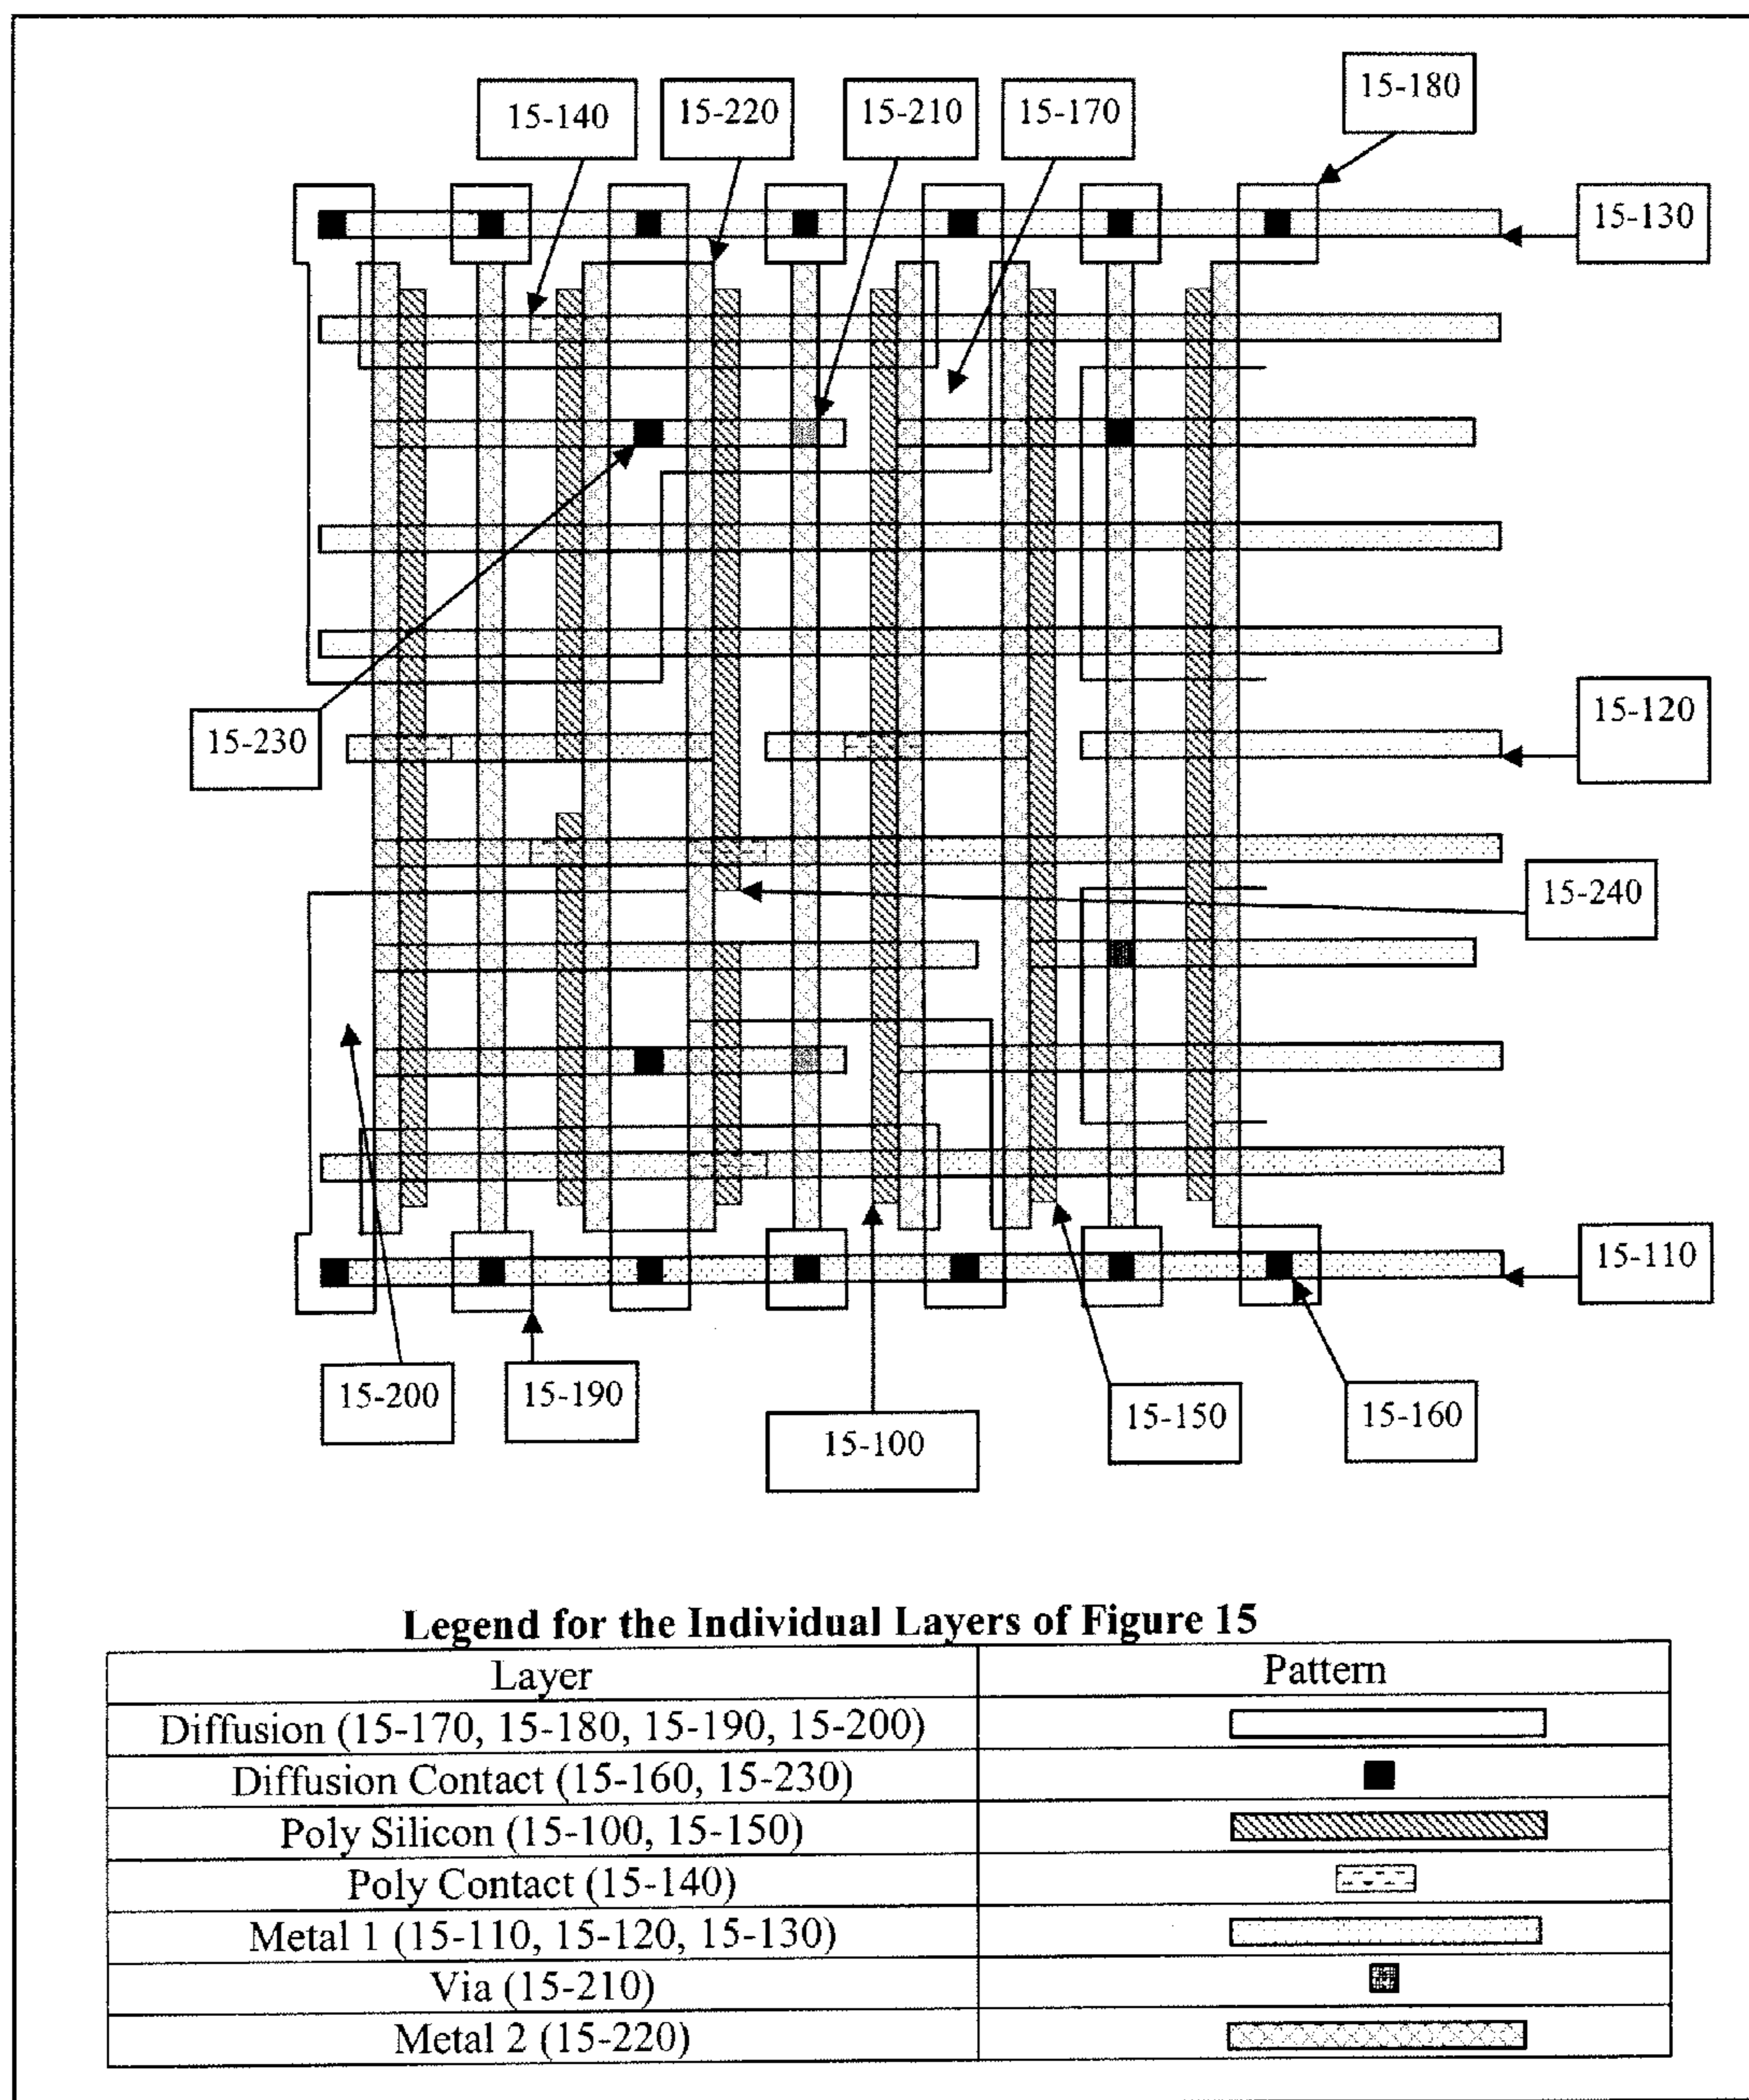 15-180
15-140
15-220
15-210
15-170
15-130
15-120
15-230
15-240
15-110
15-200
15-190
15-100
15-150
15-160
Legend for the Individual Layers of Figure 15
Layer Pattern
Diffusion (15-170, 15-180, 15-190, 15-200)
Diffusion Contact (15-160, 15-230)
Poly Silicon (15-100, 15-150)
Poly Contact (15-140)
Metal 1 (15-110, 15-120, 15-130)
Via (15-210)
Metal 2 (15-220)